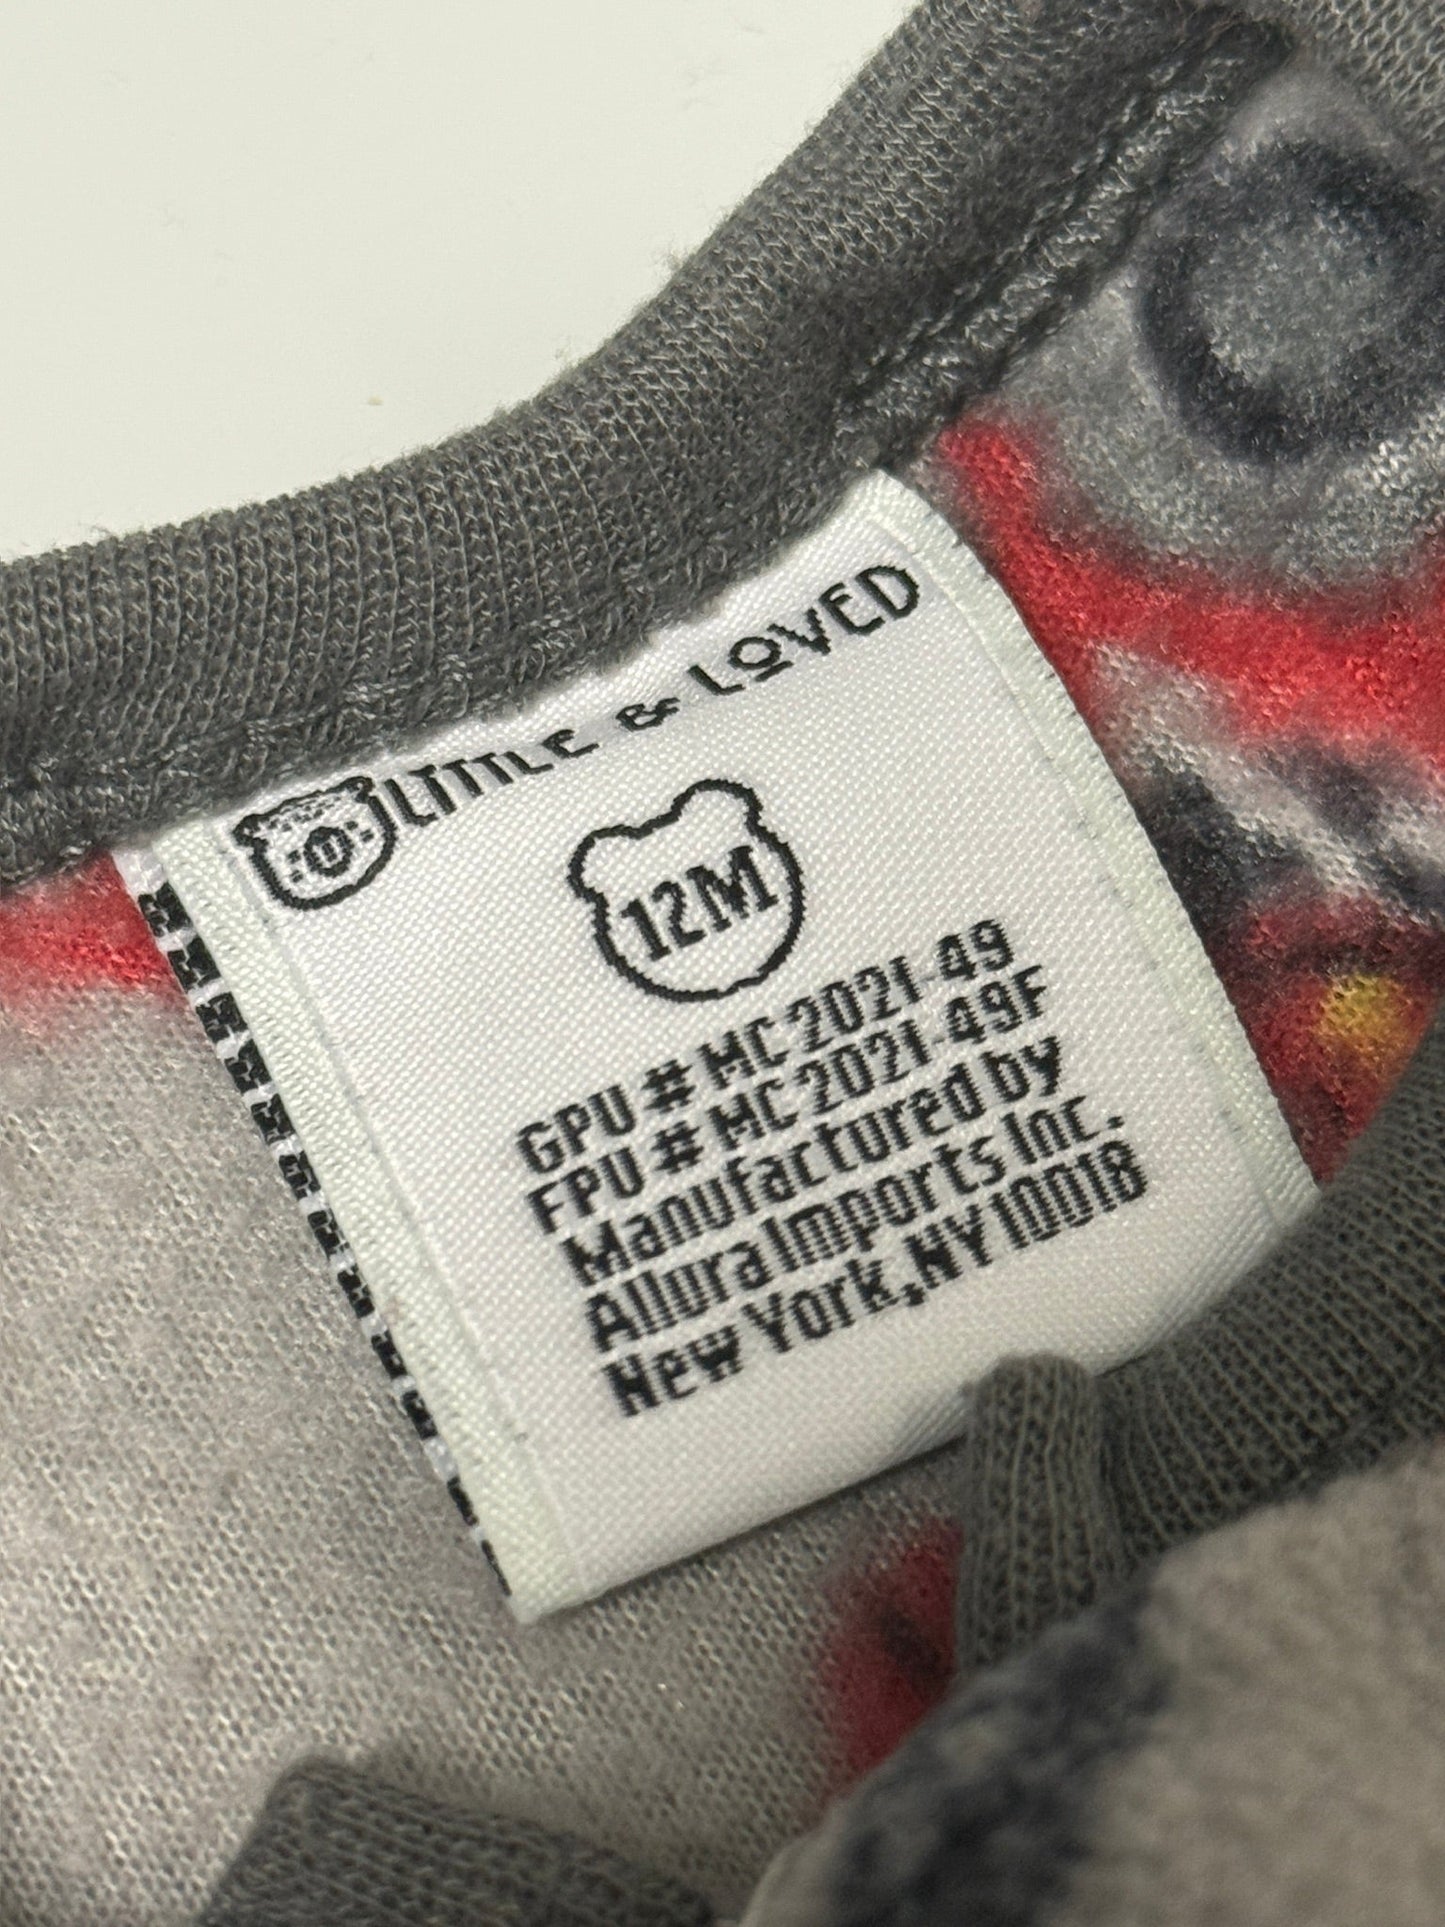 LITTLE & LOVED
12M
GPU # MC 2021-49
FPU # MC 2021-49F
Manufactured by
Allura Imports Inc.
New York, NY 10018